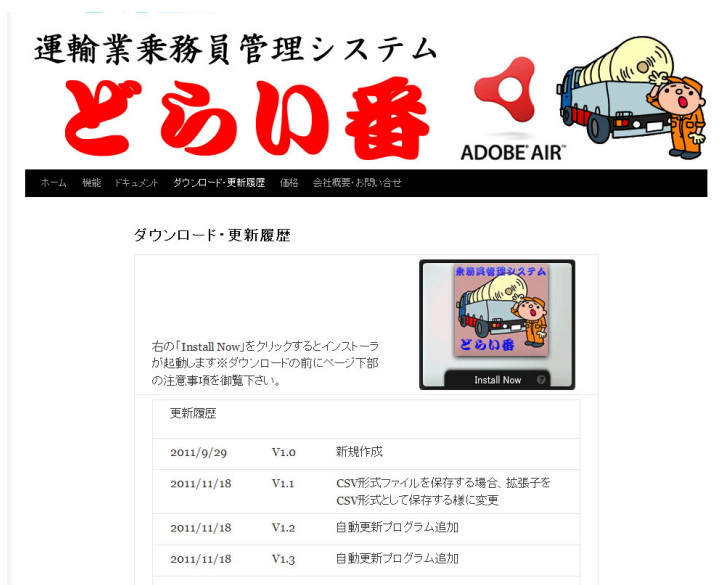 運輸業乗務員管理システム
どらい番
ADOBE® AIR™
ホーム 機能 ドキュメント ダウンロード・更新履歴 価格 会社概要・お問い合せ
ダウンロード・更新履歴
乗務員管理システム
どらい番
Install Now ?
右の「Install Now」をクリックするとインストーラ
が起動します※ダウンロードの前にページ下部
の注意事項を御覧下さい。
更新履歴
2011/9/29 V1.0 新規作成
2011/11/18 V1.1 CSV形式ファイルを保存する場合、拡張子を
CSV形式として保存する様に変更
2011/11/18 V1.2 自動更新プログラム追加
2011/11/18 V1.3 自動更新プログラム追加